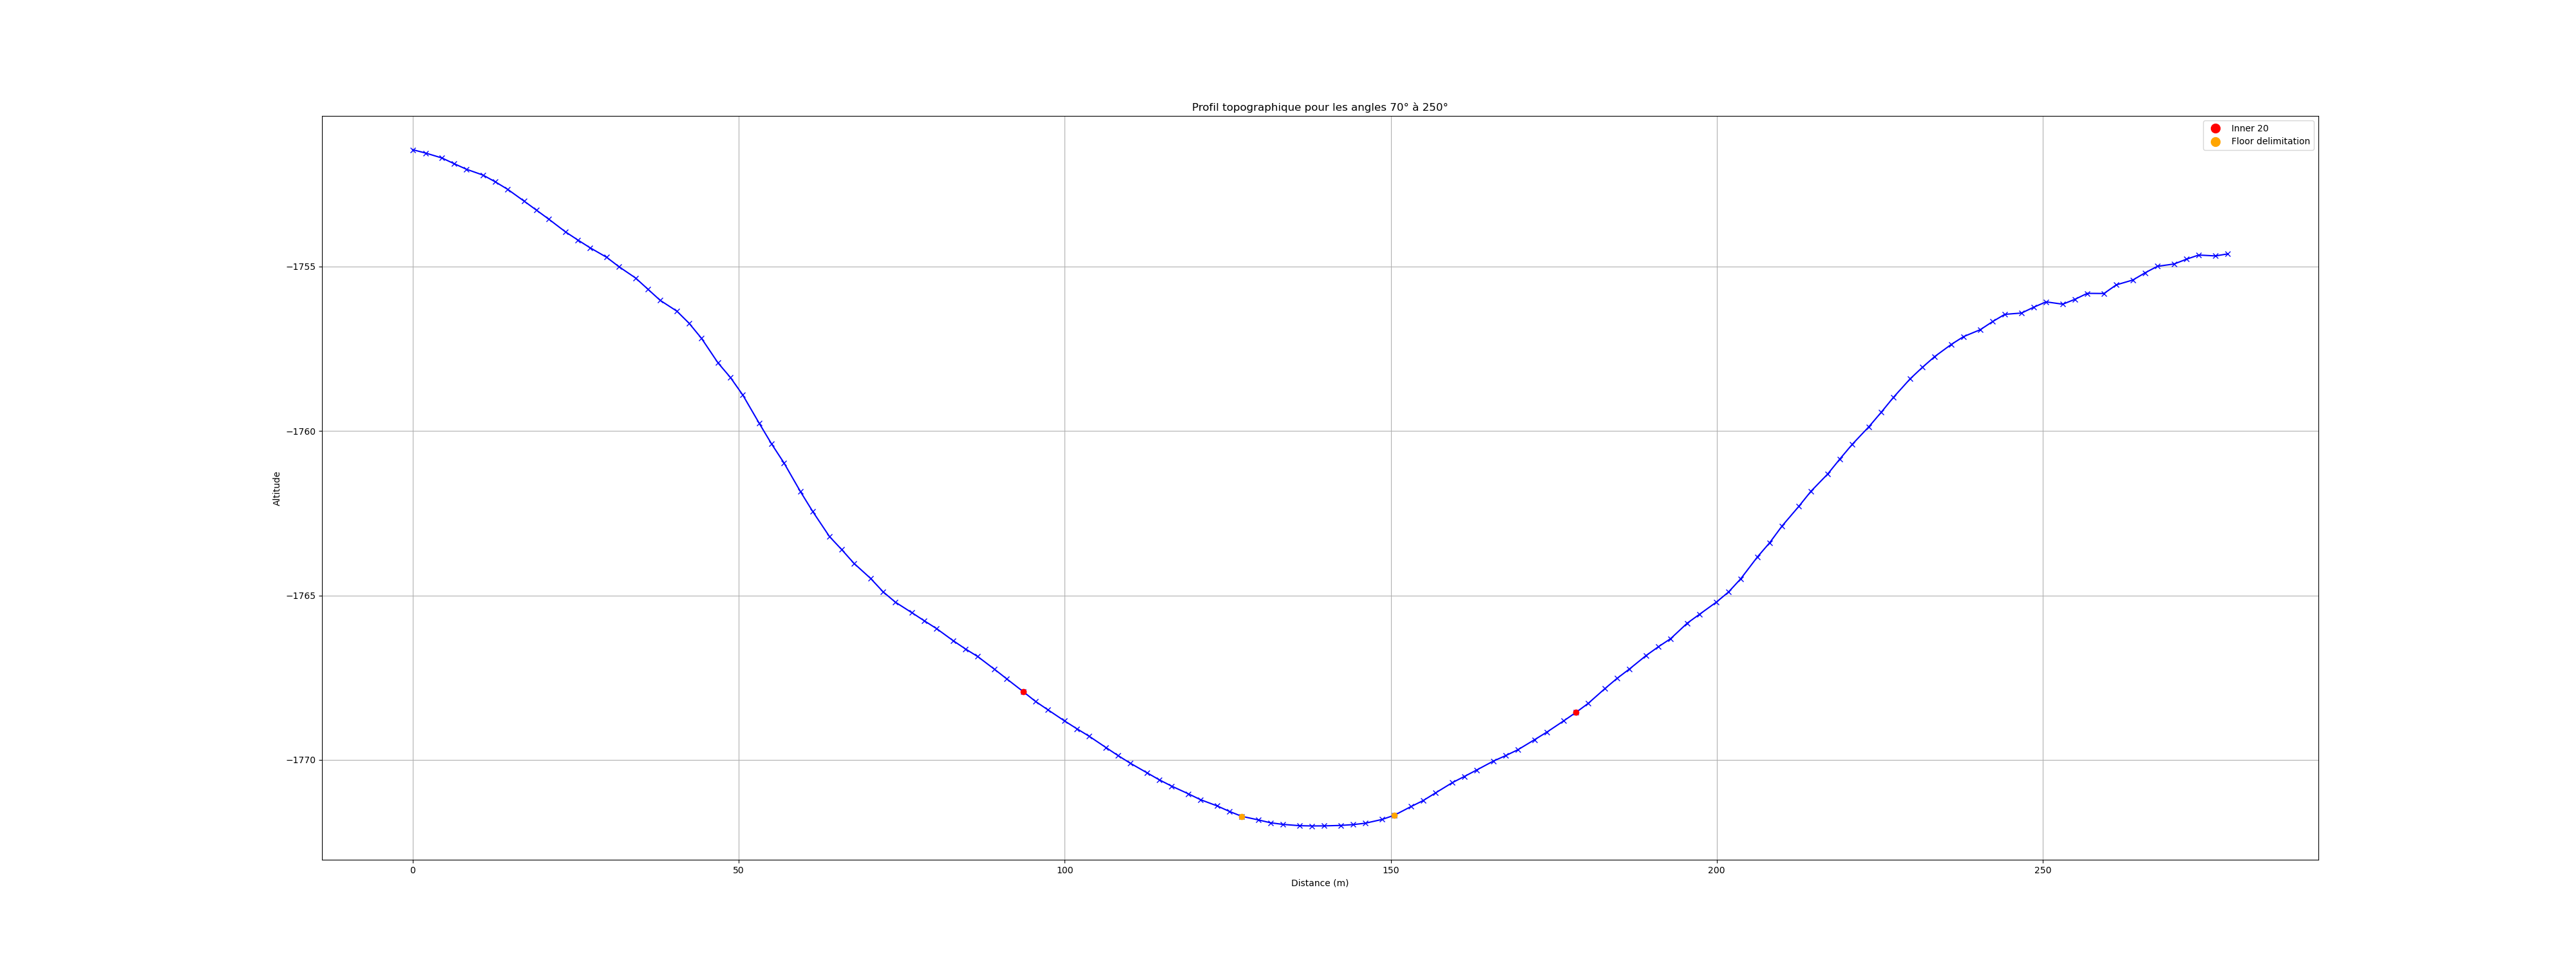 Profil topographique pour les angles 70° à 250°
Inner 20
Floor delimitation
−1755
−1760
−1765
−1770
Altitude
0 50 100 150 200 250
Distance (m)